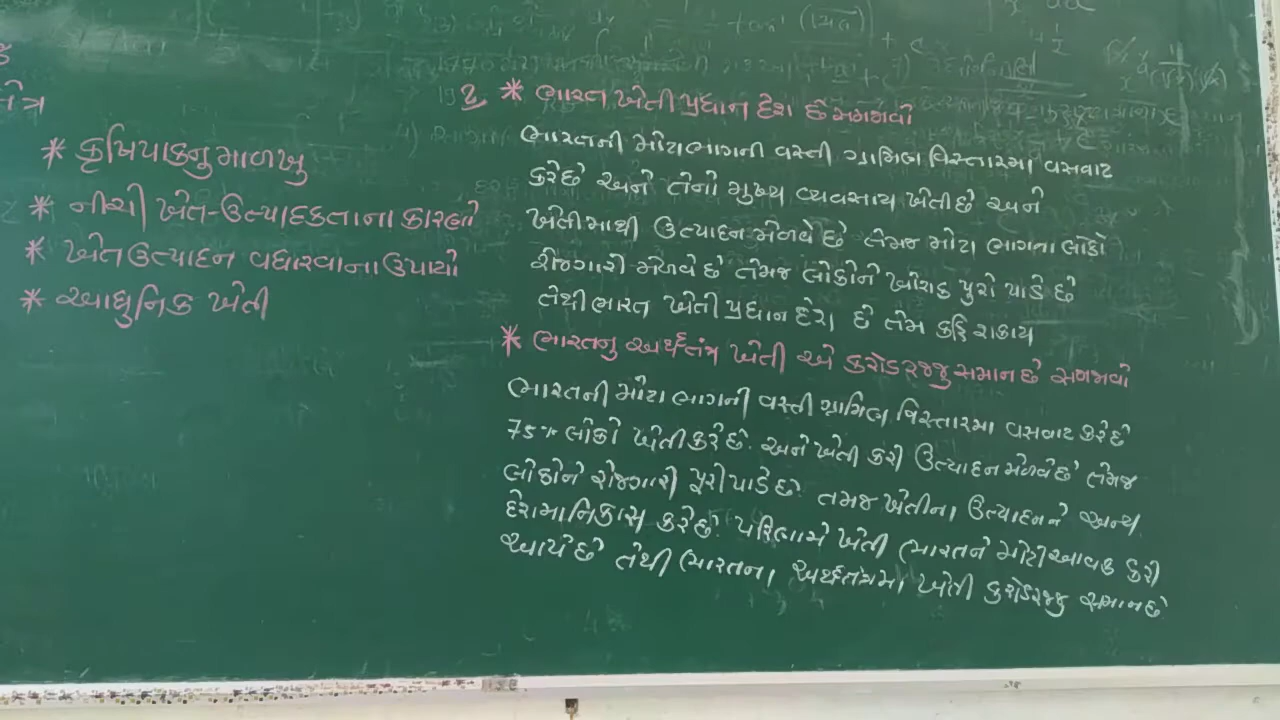 * કૃષિપાકનુ માળખુ
* નીચી ખેત-ઉત્પાદકતાના કારણો
* ખેત ઉત્પાદન વધારવાના ઉપાયો
* આધુનિક ખેતી
2 * ભારત ખેતી પ્રધાન દેશ છે સમજાવો
ભારતની મોટાભાગની વસ્તી ગ્રામિણ વિસ્તારમા વસવાટ
કરે છે અને તેનો મુખ્ય વ્યવસાય ખેતી છે અને
ખેતીમાથી ઉત્પાદન મેળવે છે તેમજ મોટા ભાગના લોકો
રોજગારી મેળવે છે તેમજ લોકોને ખોરાક પુરો પાડે છે
તેથી ભારત ખેતી પ્રધાન દેશ છે તેમ કહિ શકાય
* ભારતનુ અર્થતંત્ર ખેતી એ કરોડરજ્જુ સમાન છે સમજાવો
ભારતની મોટા ભાગની વસ્તી ગ્રામિણ વિસ્તારમા વસવાટ કરે છે
75% લોકો ખેતી કરે છે. અને ખેતી કરી ઉત્પાદન મેળવે છે તેમજ
લોકોને રોજગારી પુરી પાડે છે. તમજ ખેતીના ઉત્પાદનને અન્ય
દેશમા નિકાસ કરે છે. પરિણામે ખેતી ભારતને મોટી આવક કરી
આપે છે તેથી ભારતના અર્થતંત્રમા ખેતી કરોડરજ્જુ સમાન છે